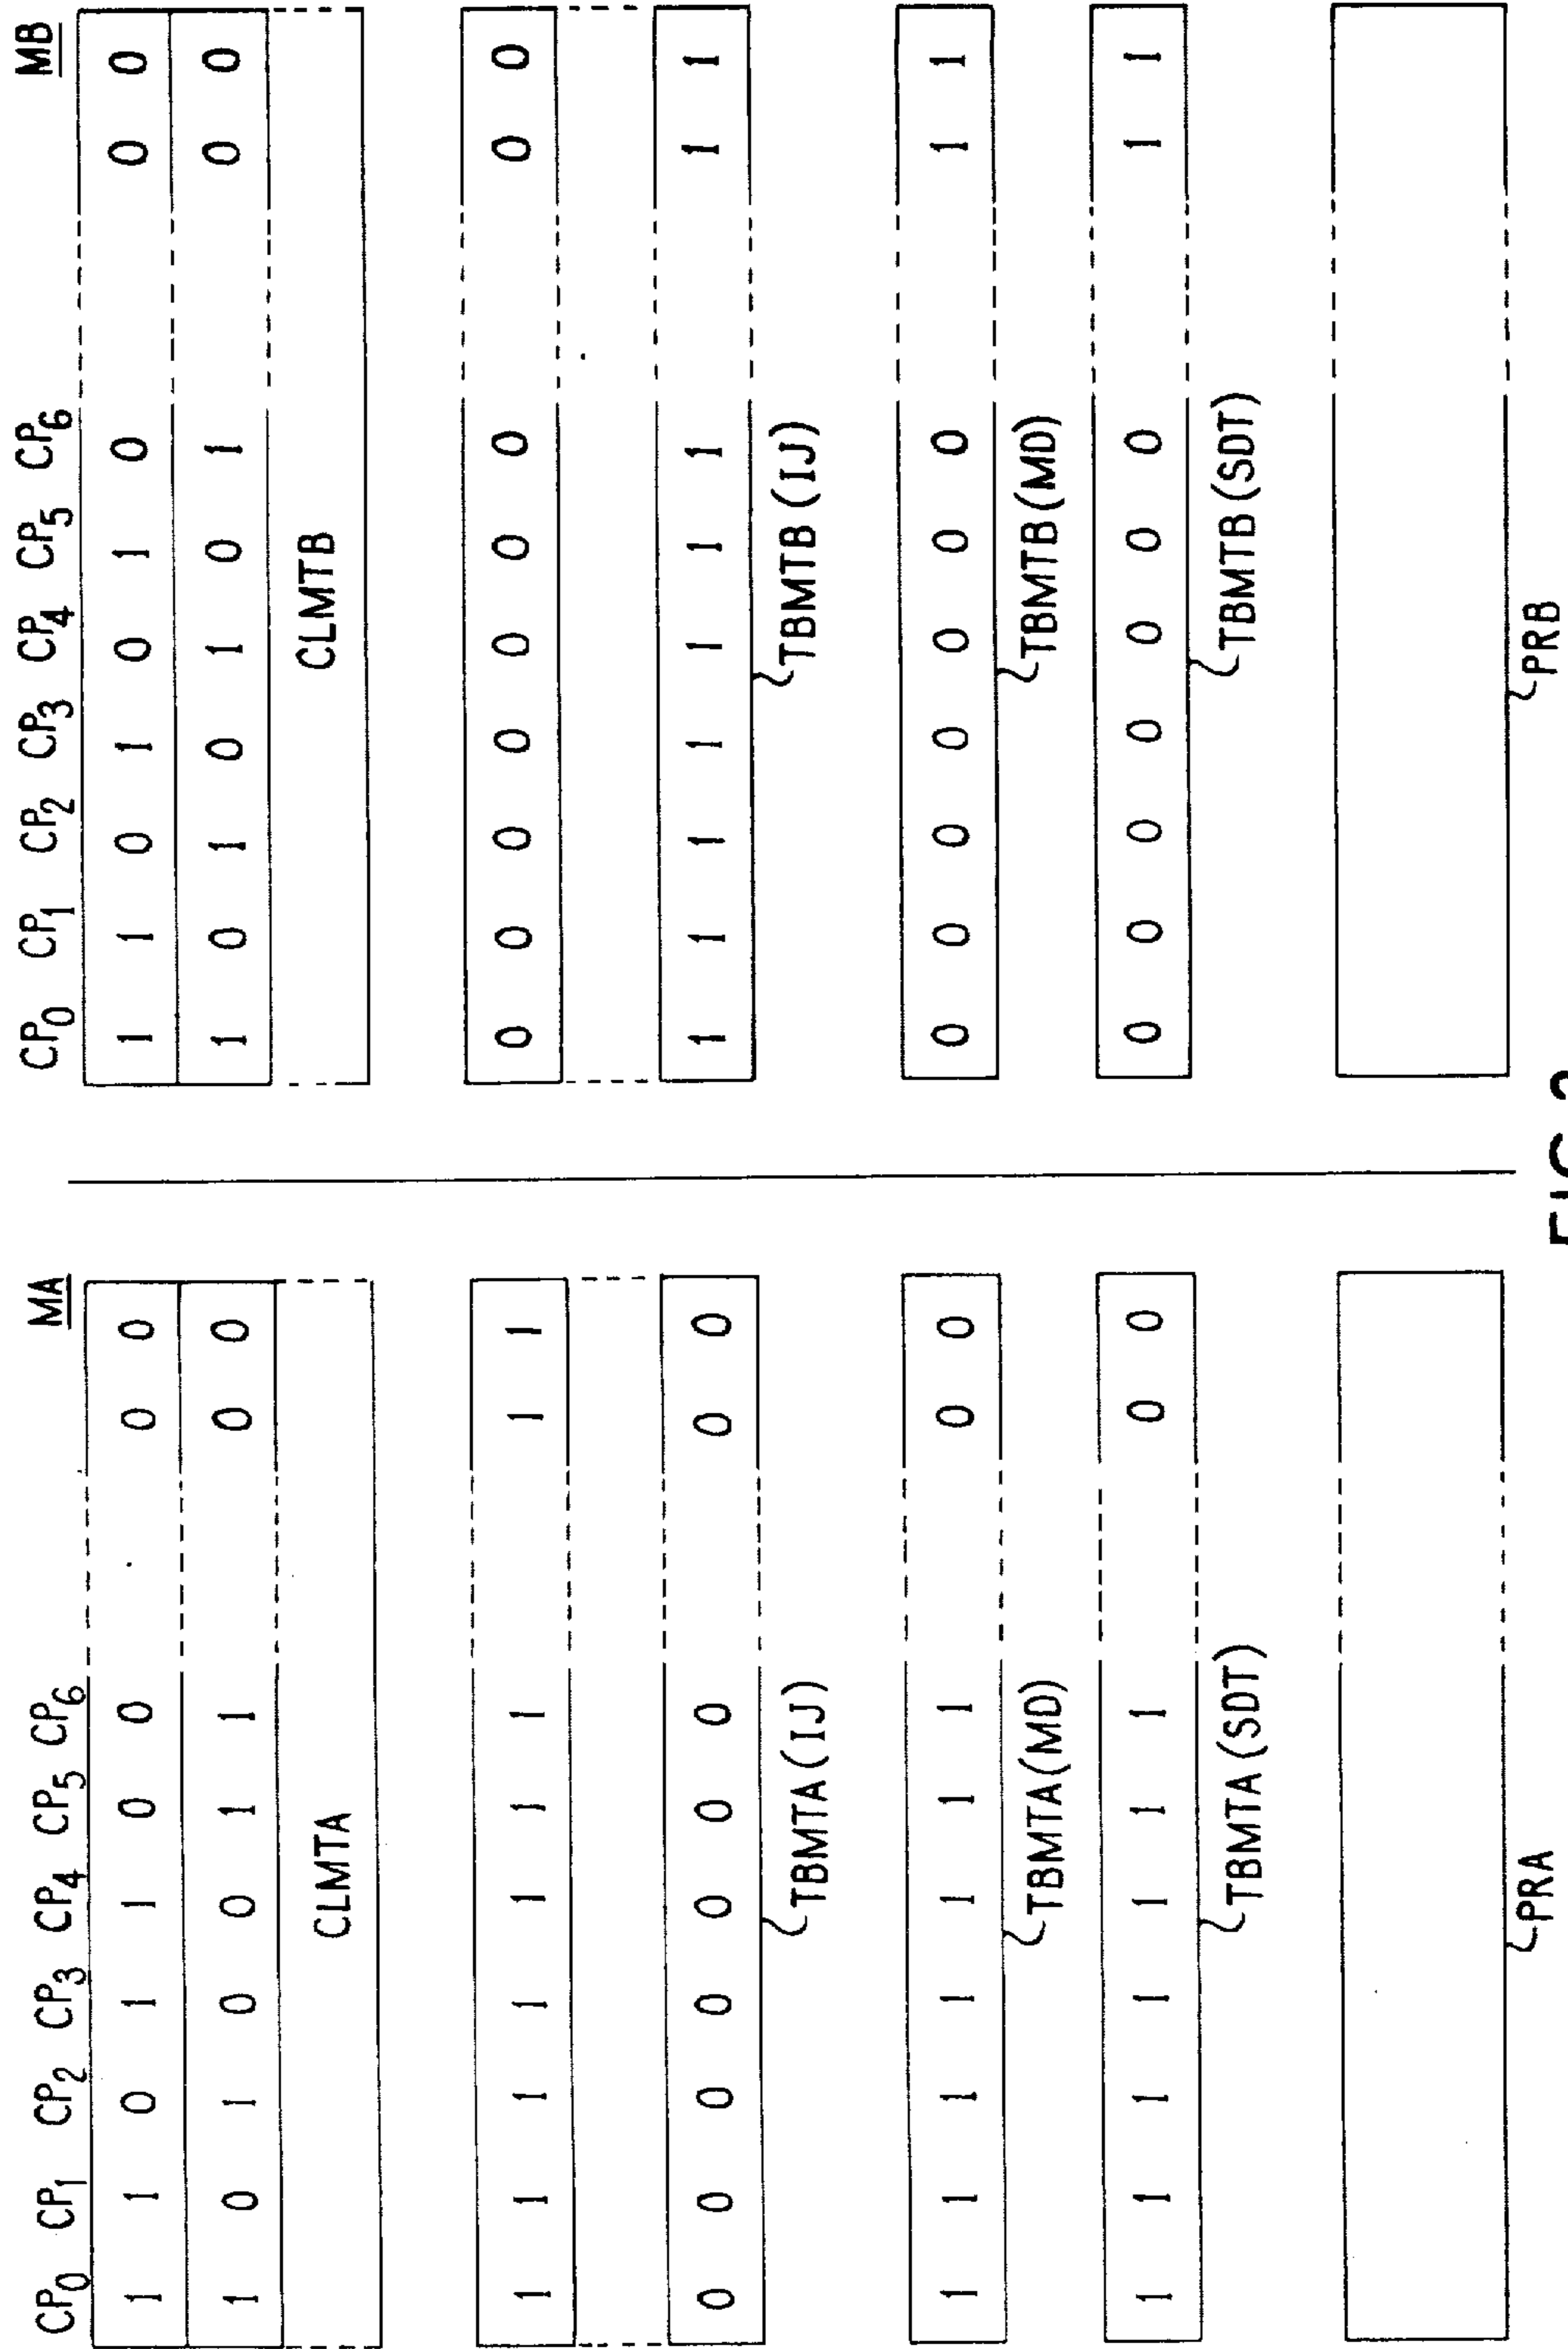 CP₀ CP₁ CP₂ CP₃ CP₄ CP₅ CP₆ MA
1 1 0 1 1 0 0 0 0
1 0 1 0 0 1 1 0 0
CLMTA
1 1 1 1 1 1 1 1 1
0 0 0 0 0 0 0 0 0
TBMTA(IJ)
1 1 1 1 1 1 1 0 0
TBMTA(MD)
1 1 1 1 1 1 1 0 0
TBMTA(SDT)
PRA
CP₀ CP₁ CP₂ CP₃ CP₄ CP₅ CP₆ MB
1 1 0 1 0 1 0 0 0
1 0 1 0 1 0 1 0 0
CLMTB
0 0 0 0 0 0 0 0 0
1 1 1 1 1 1 1 1 1
TBMTB(IJ)
0 0 0 0 0 0 0 1 1
TBMTB(MD)
0 0 0 0 0 0 0 1 1
TBMTB(SDT)
PRB
FIG.